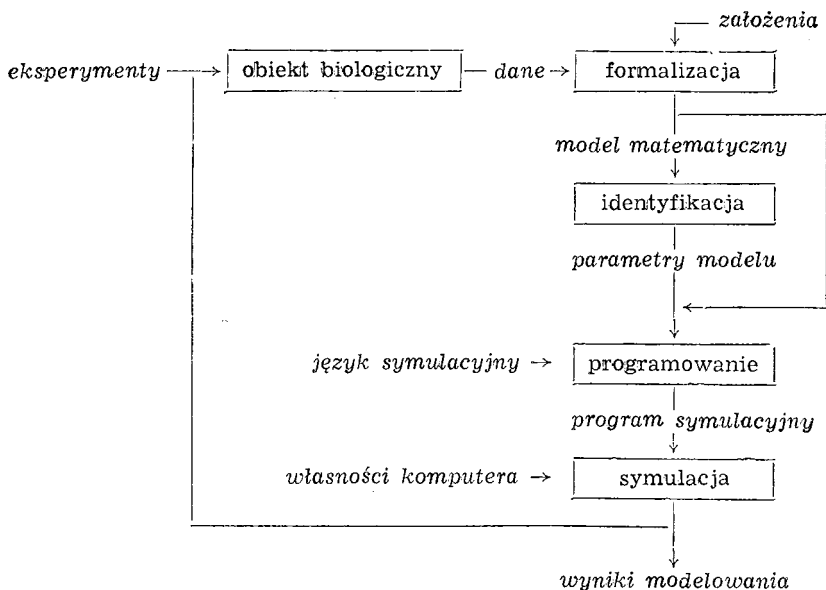 założenia
eksperymenty obiekt biologiczny dane formalizacja
model matematyczny
identyfikacja
parametry modelu
język symulacyjny programowanie
program symulacyjny
własności komputera symulacja
wyniki modelowania